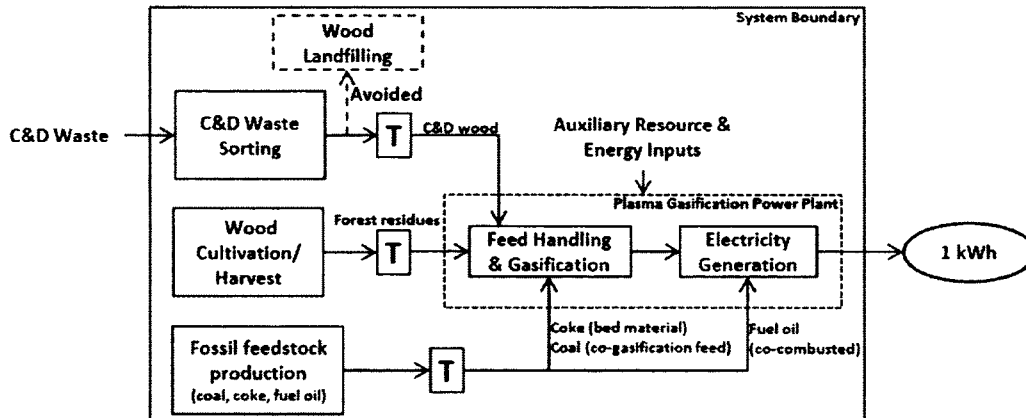 System Boundary
Wood
Landfilling
Avoided
C&D Waste
C&D Waste
Sorting
T
C&D wood
Auxiliary Resource &
Energy Inputs
Plasma Gasification Power Plant
Wood
Cultivation/
Harvest
Forest residues
T
Feed Handling
& Gasification
Electricity
Generation
1 kWh
Coke (bed material)
Coal (co-gasification feed)
Fuel oil
(co-combusted)
Fossil feedstock
production
(coal, coke, fuel oil)
T